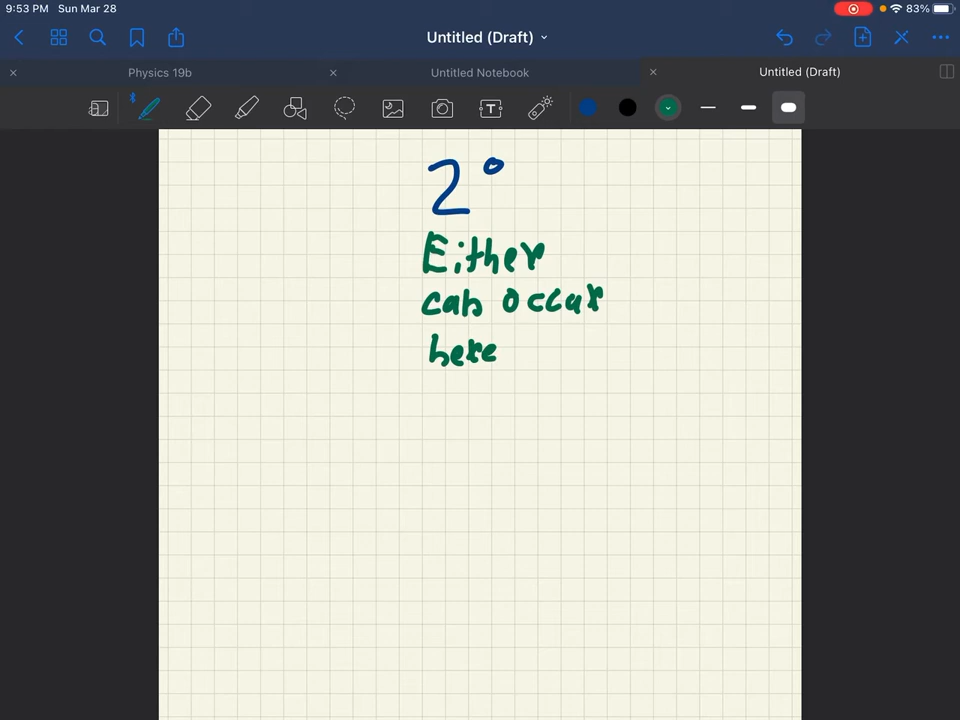 9:53 PM Sun Mar 28 83%
Untitled (Draft)
Physics 19b Untitled Notebook Untitled (Draft)
T
2°
Either
can occur
here